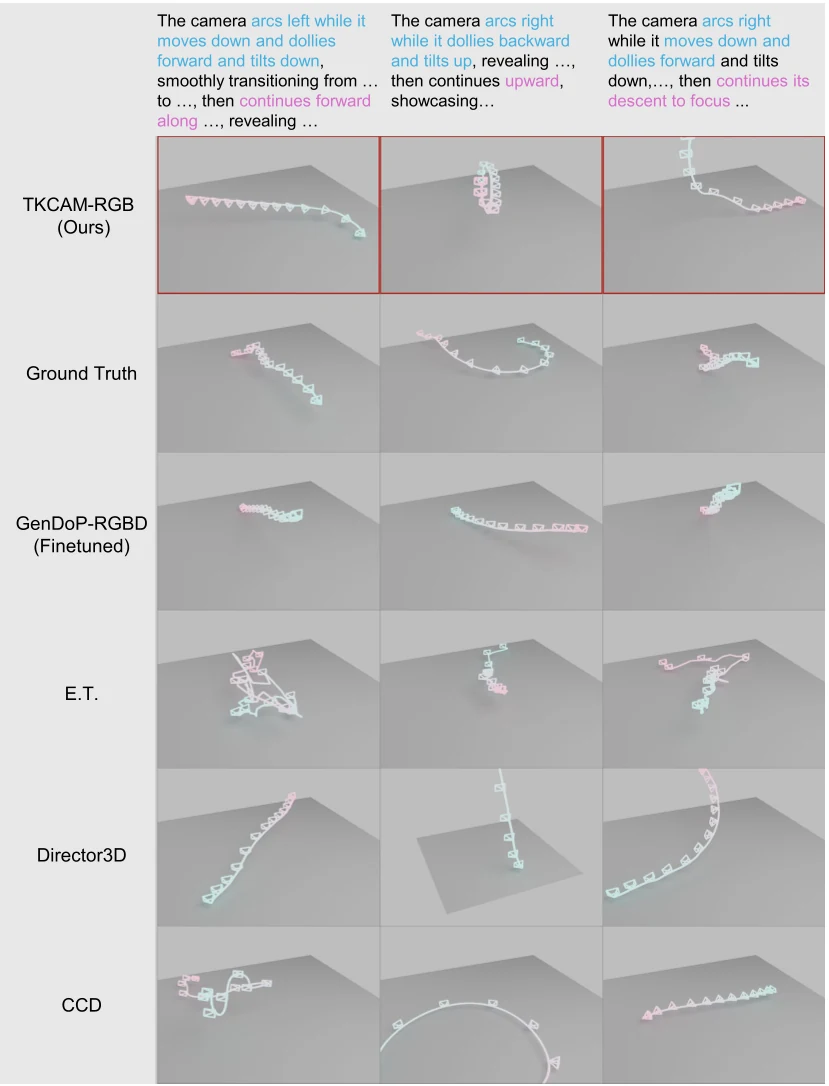 The camera arcs left while it
moves down and dollies
forward and tilts down,
smoothly transitioning from …
to …, then continues forward
along …, revealing …
The camera arcs right
while it dollies backward
and tilts up, revealing …,
then continues upward,
showcasing…
The camera arcs right
while it moves down and
dollies forward and tilts
down,…, then continues its
descent to focus ...
TKCAM-RGB
(Ours)
Ground Truth
GenDoP-RGBD
(Finetuned)
E.T.
Director3D
CCD